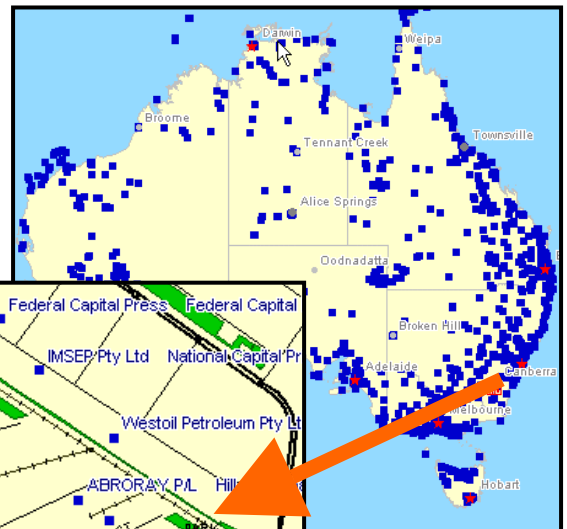 Darwin
Weipa
Broome
Townsville
Tennant Creek
Alice Springs
Oodnadatta
Federal Capital Press
Federal Capital
Broken Hill
IMSEP Pty Ltd
National Capital Pr
Adelaide
Canberra
Melbourne
Westoil Petroleum Pty Lt
ABRORAY P/L
Hill
Hobart
PARK